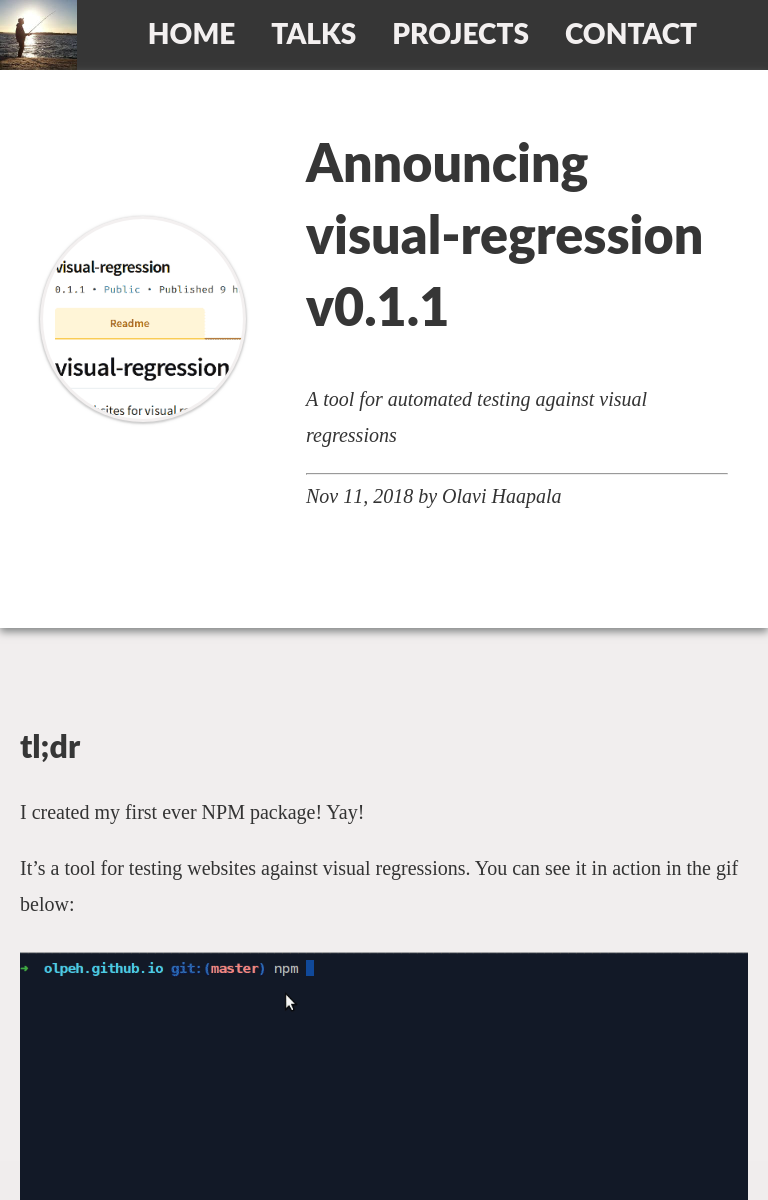 HOME TALKS PROJECTS CONTACT
Announcing
visual-regression
v0.1.1
visual-regression
0.1.1 • Public • Published 9 h
Readme
visual-regression
sites for visual
A tool for automated testing against visual
regressions
Nov 11, 2018 by Olavi Haapala
tl;dr
I created my first ever NPM package! Yay!
It’s a tool for testing websites against visual regressions. You can see it in action in the gif
below:
➜ olpeh.github.io git:(master) npm